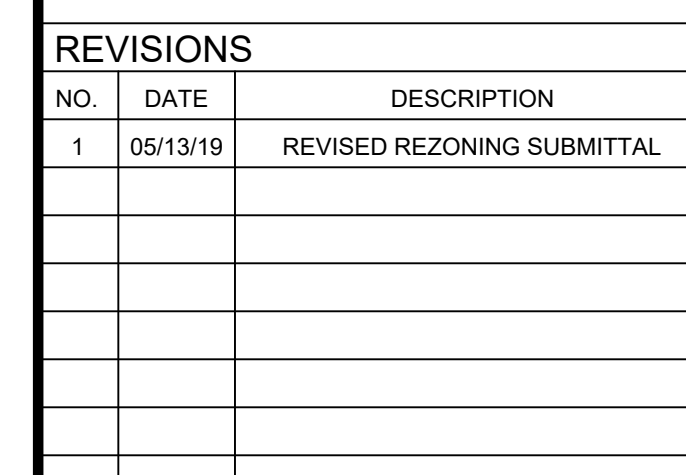 REVISIONS
NO. DATE DESCRIPTION
1 05/13/19 REVISED REZONING SUBMITTAL